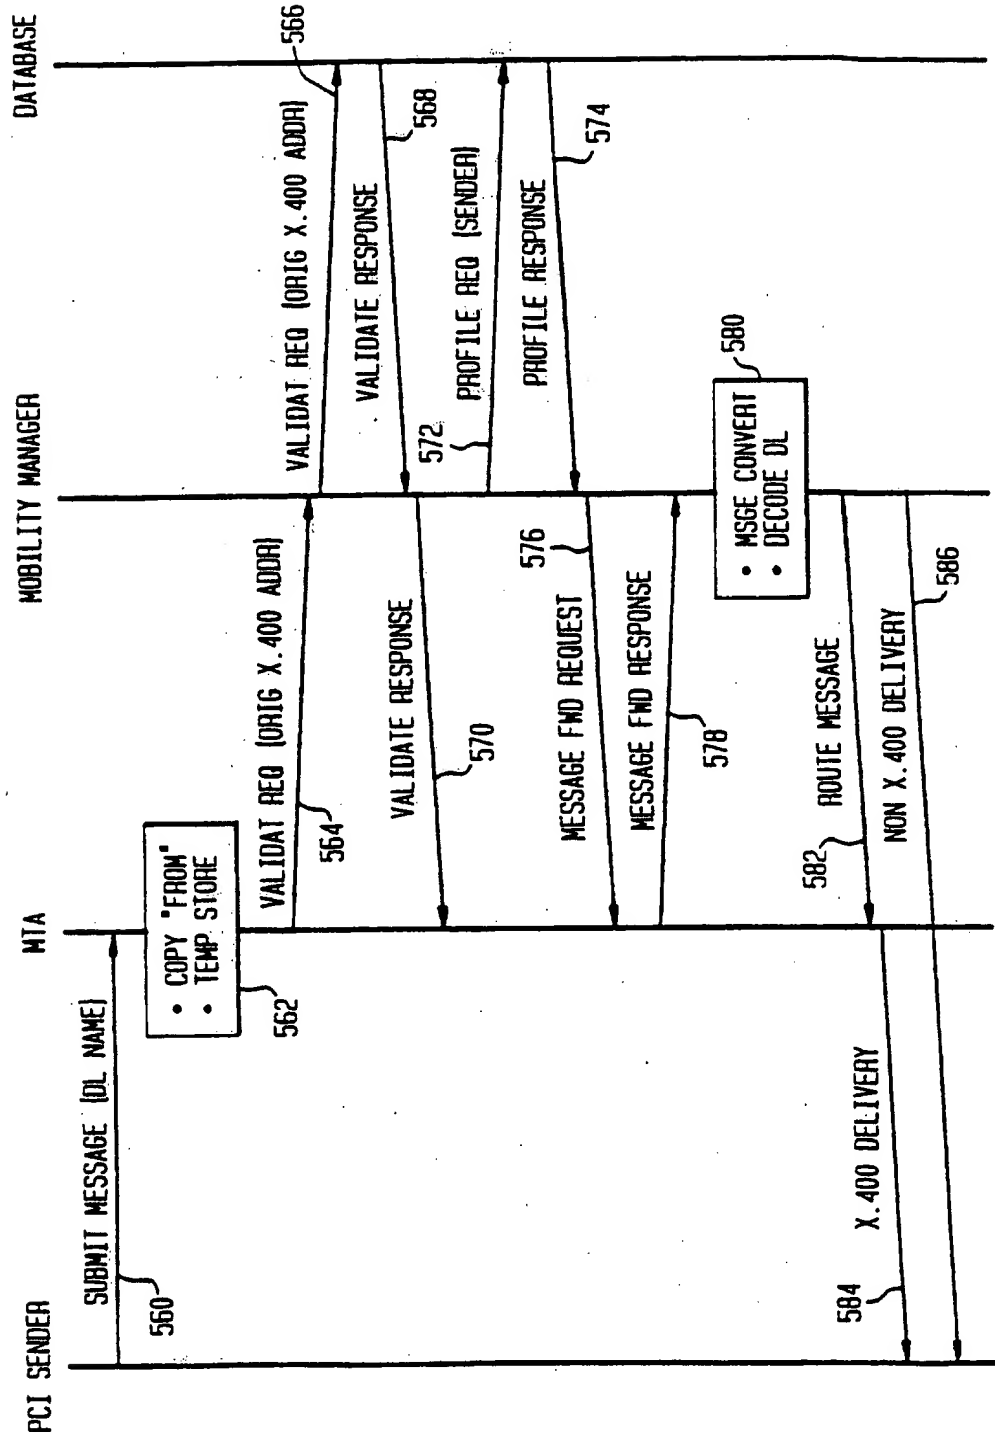 PCI SENDER
MTA
MOBILITY MANAGER
DATABASE
SUBMIT MESSAGE (DL NAME)
560
• COPY "FROM"
• TEMP STORE
562
VALIDAT REQ (ORIG X.400 ADDR)
564
VALIDAT REQ (ORIG X.400 ADDR)
566
VALIDATE RESPONSE
568
VALIDATE RESPONSE
570
PROFILE REQ (SENDER)
572
PROFILE RESPONSE
574
MESSAGE FWD REQUEST
576
MESSAGE FWD RESPONSE
578
• MSGE CONVERT
• DECODE DL
580
ROUTE MESSAGE
582
X.400 DELIVERY
584
NON X.400 DELIVERY
586